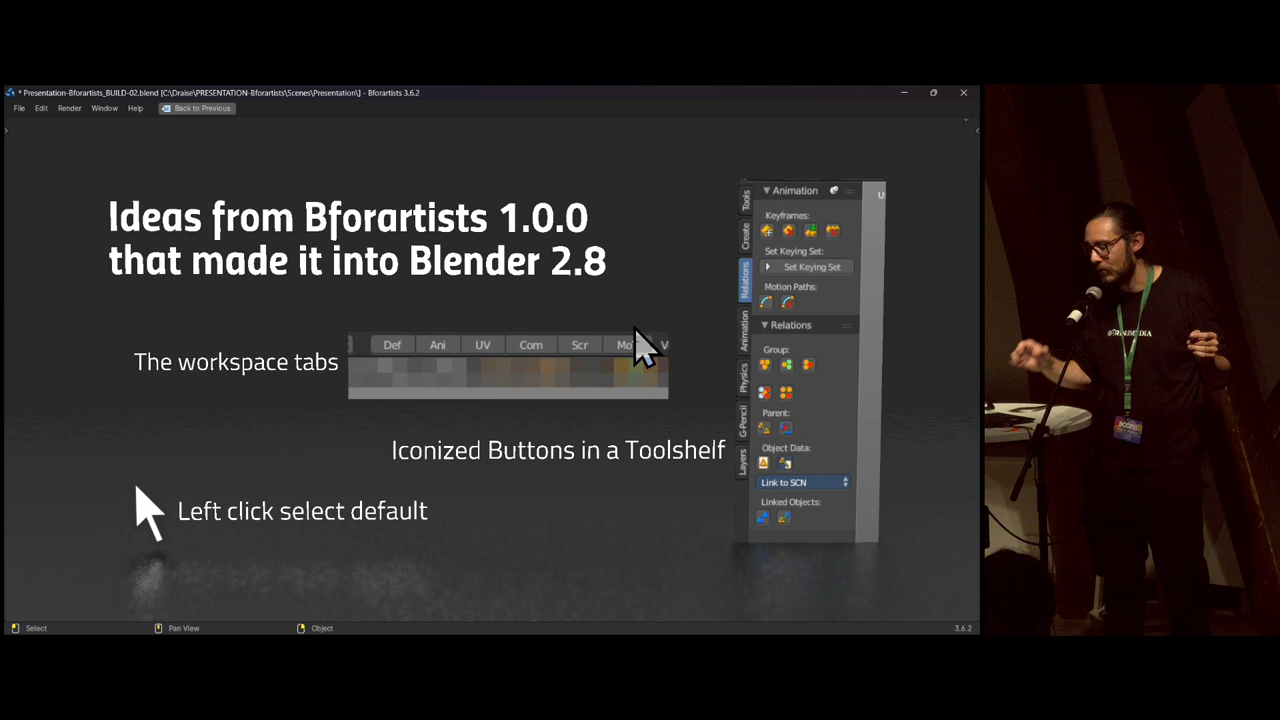 * Presentation-Bforartists_BUILD-02.blend [C:\Draise\PRESENTATION-Bforartists\Scenes\Presentation\] - Bforartists 3.6.2
File Edit Render Window Help Back to Previous
Ideas from Bforartists 1.0.0
that made it into Blender 2.8
The workspace tabs
Def Ani UV Com Scr
Iconized Buttons in a Toolshelf
Left click select default
Tools
Create
Relations
Animation
Physics
G-Pencil
Layers
Animation
Keyframes:
Set Keying Set:
Set Keying Set
Motion Paths:
Relations
Group:
Parent:
Object Data:
Link to SCN
Linked Objects:
Select Pan View Object 3.6.2